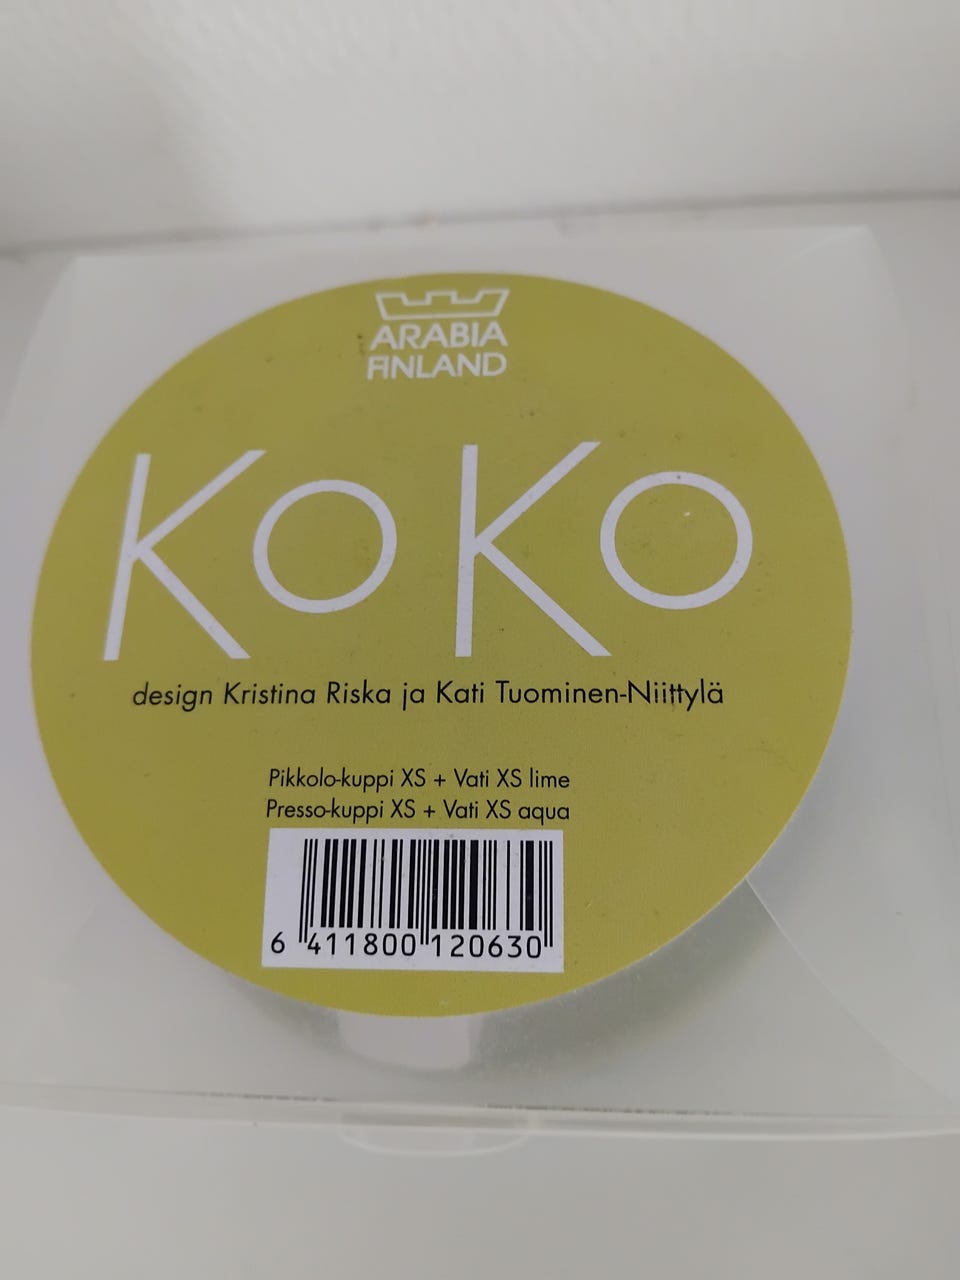 ARABIA
FINLAND
KOKO
design Kristina Riska ja Kati Tuominen-Niittylä
Pikkolo-kuppi XS + Vati XS lime
Presso-kuppi XS + Vati XS aqua
6 411800 120630